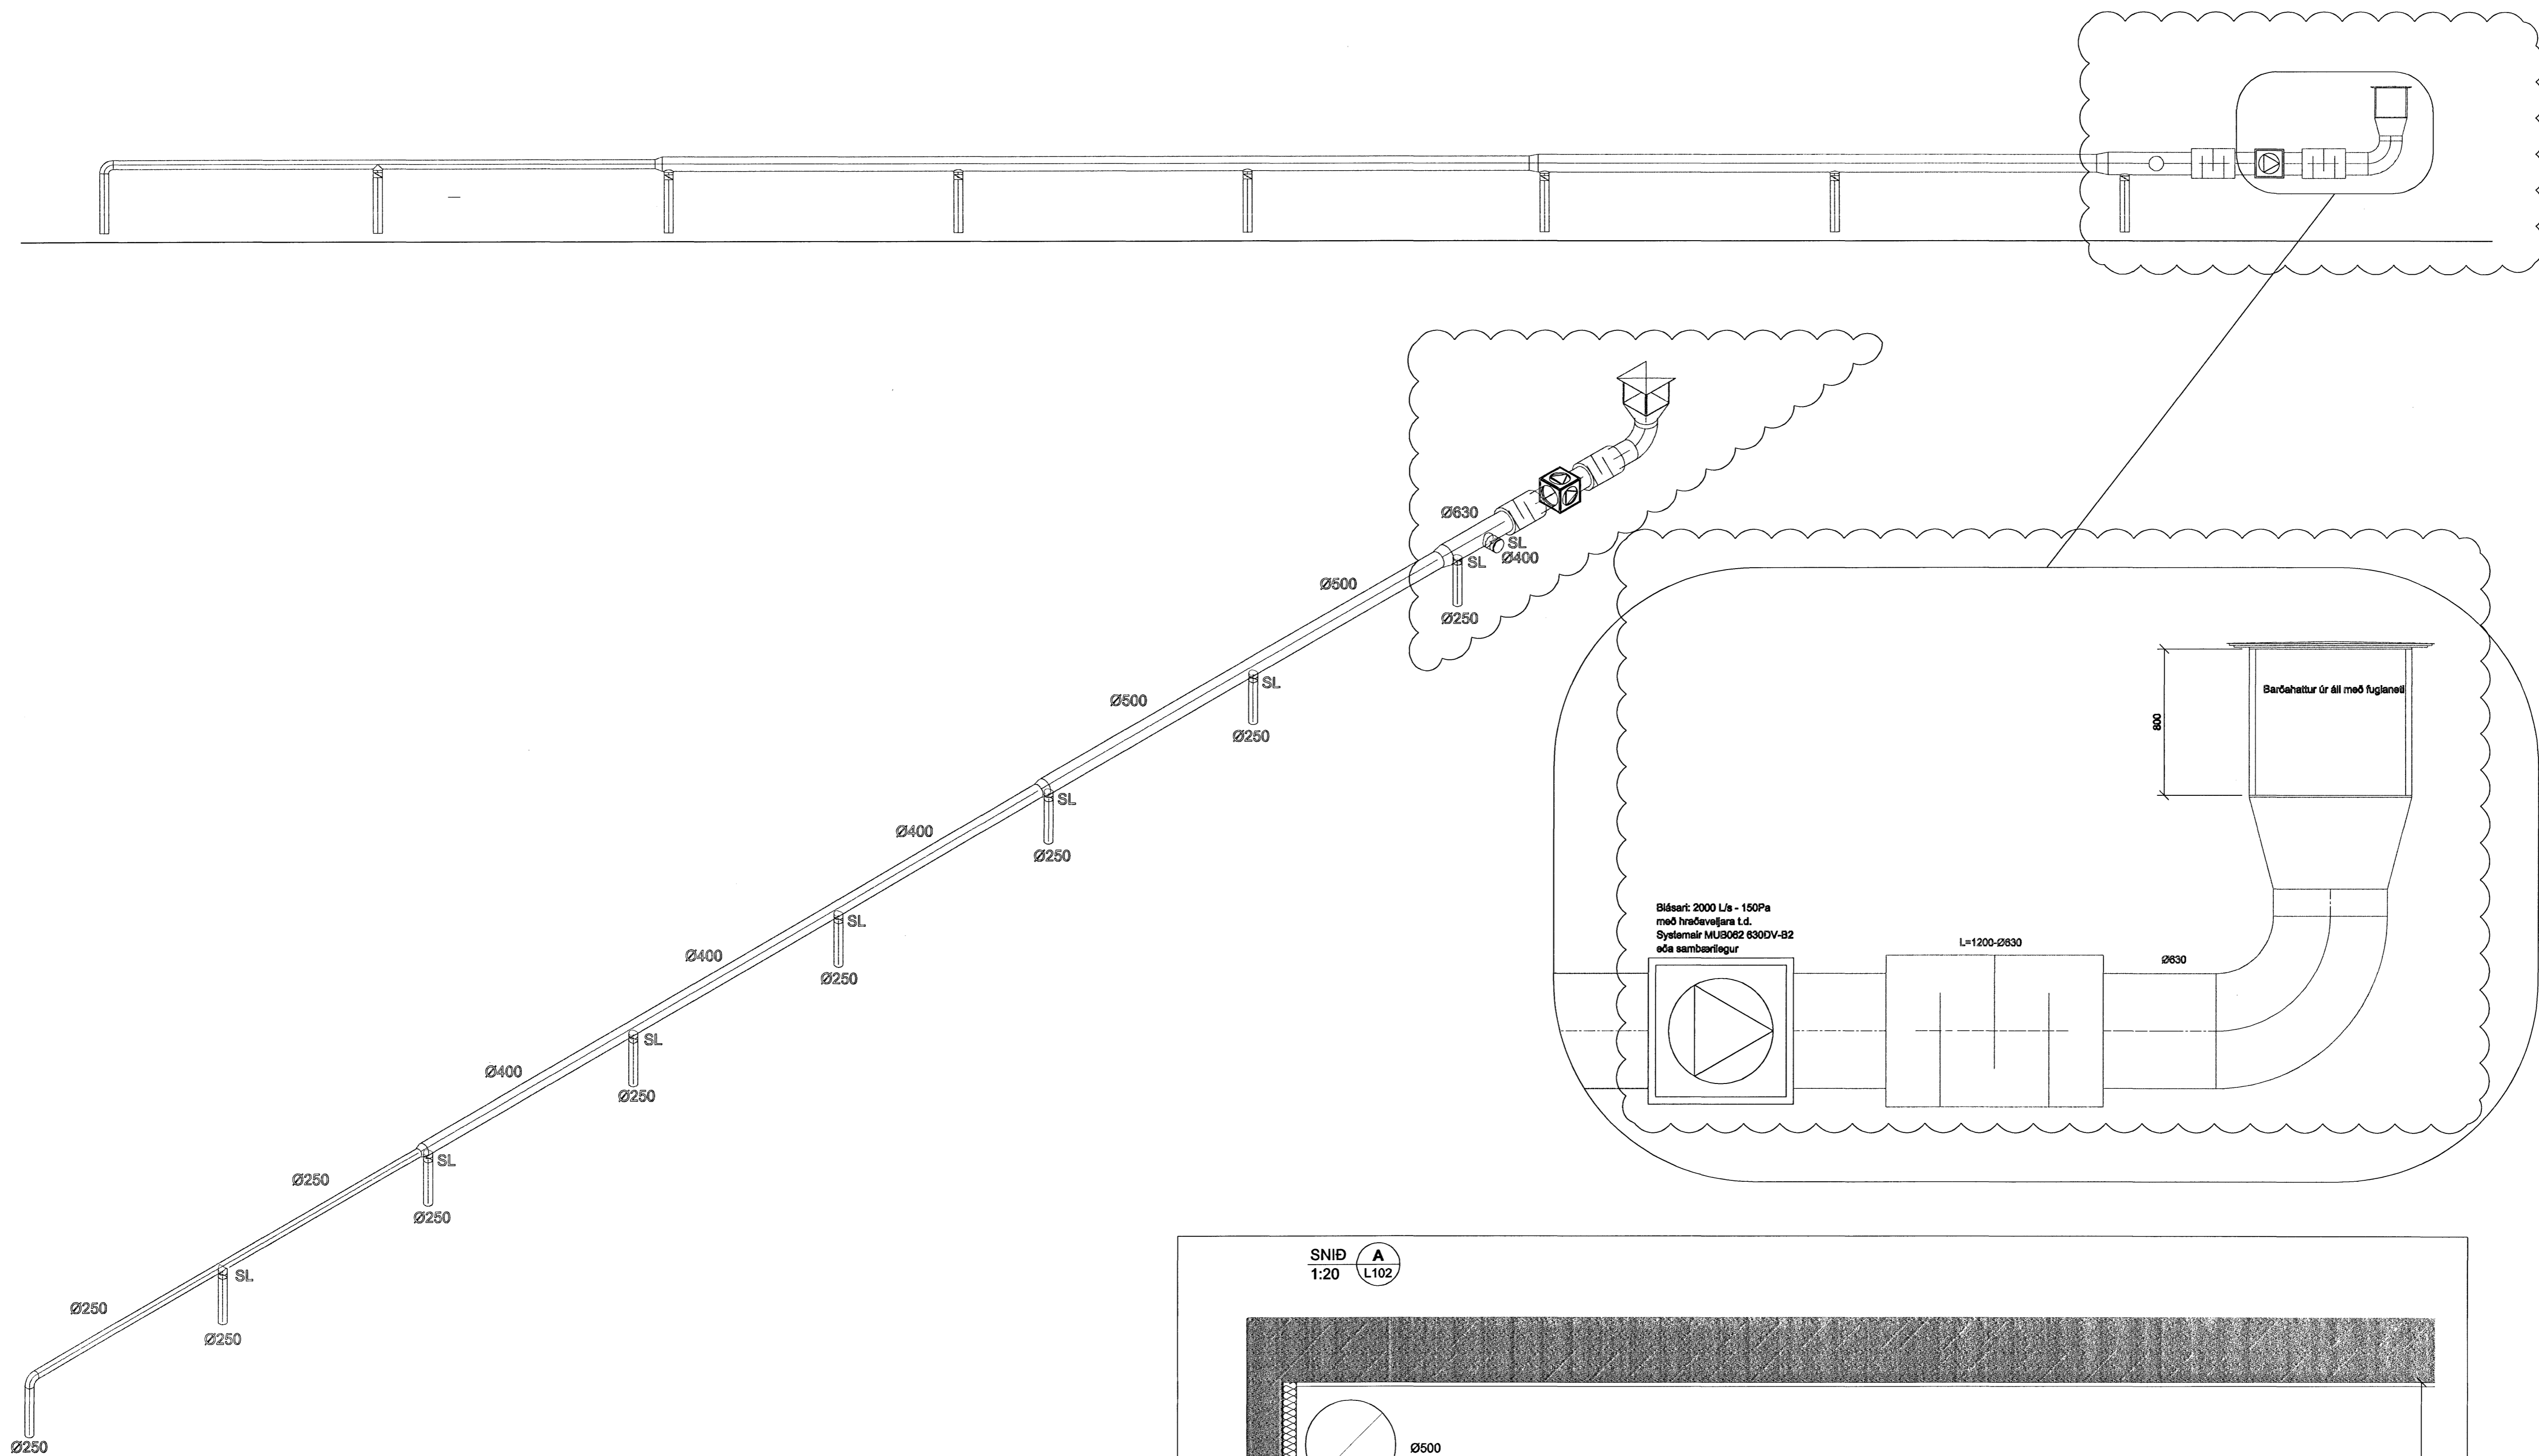 Ø630
SL
Ø400
SL
Ø500
Ø250
SL
Ø500
Ø250
SL
Ø400
Ø250
SL
Ø400
Ø250
SL
Ø400
Ø250
SL
Ø250
Ø250
SL
Ø250
Ø250
Ø250
Barðahattur úr áli með fuglaneti
800
Blásari: 2000 L/s - 150Pa
með hraðaveljara t.d.
Systemair MUB062 630DV-B2
eða sambærilegur
L=1200-Ø630
Ø630
SNIÐ A
1:20 L102
Ø500